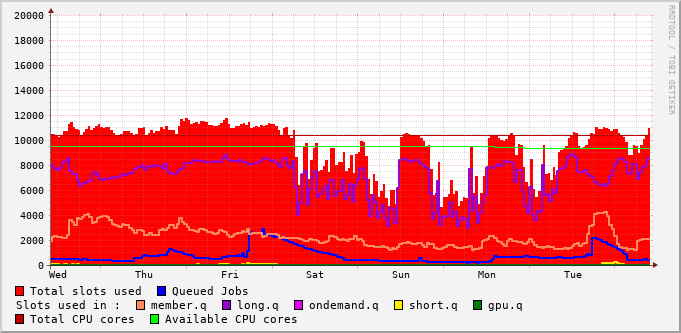 RRDTOOL / TOBI OETIKER
20000
18000
16000
14000
12000
10000
8000
6000
4000
2000
0
Wed Thu Fri Sat Sun Mon Tue
Total slots used Queued Jobs
Slots used in : member.q long.q ondemand.q short.q gpu.q
Total CPU cores Available CPU cores